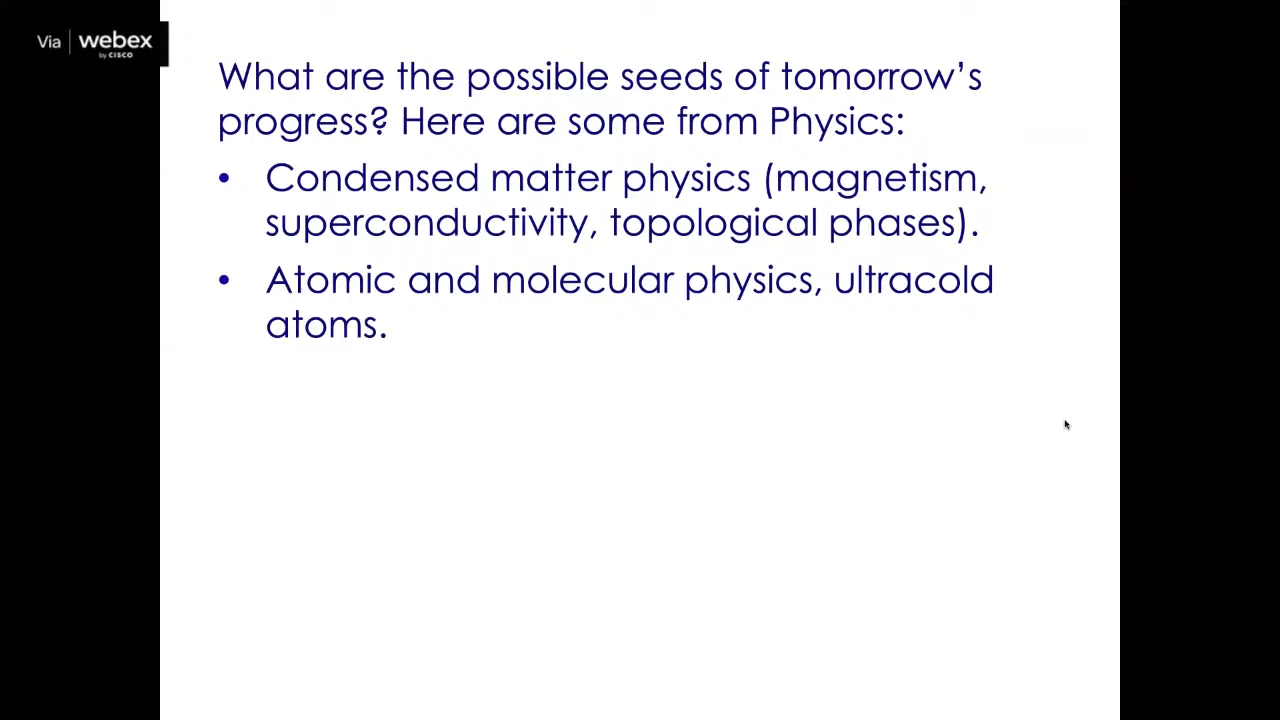 Via webex
by CISCO
What are the possible seeds of tomorrow's
progress? Here are some from Physics:
• Condensed matter physics (magnetism,
superconductivity, topological phases).
• Atomic and molecular physics, ultracold
atoms.